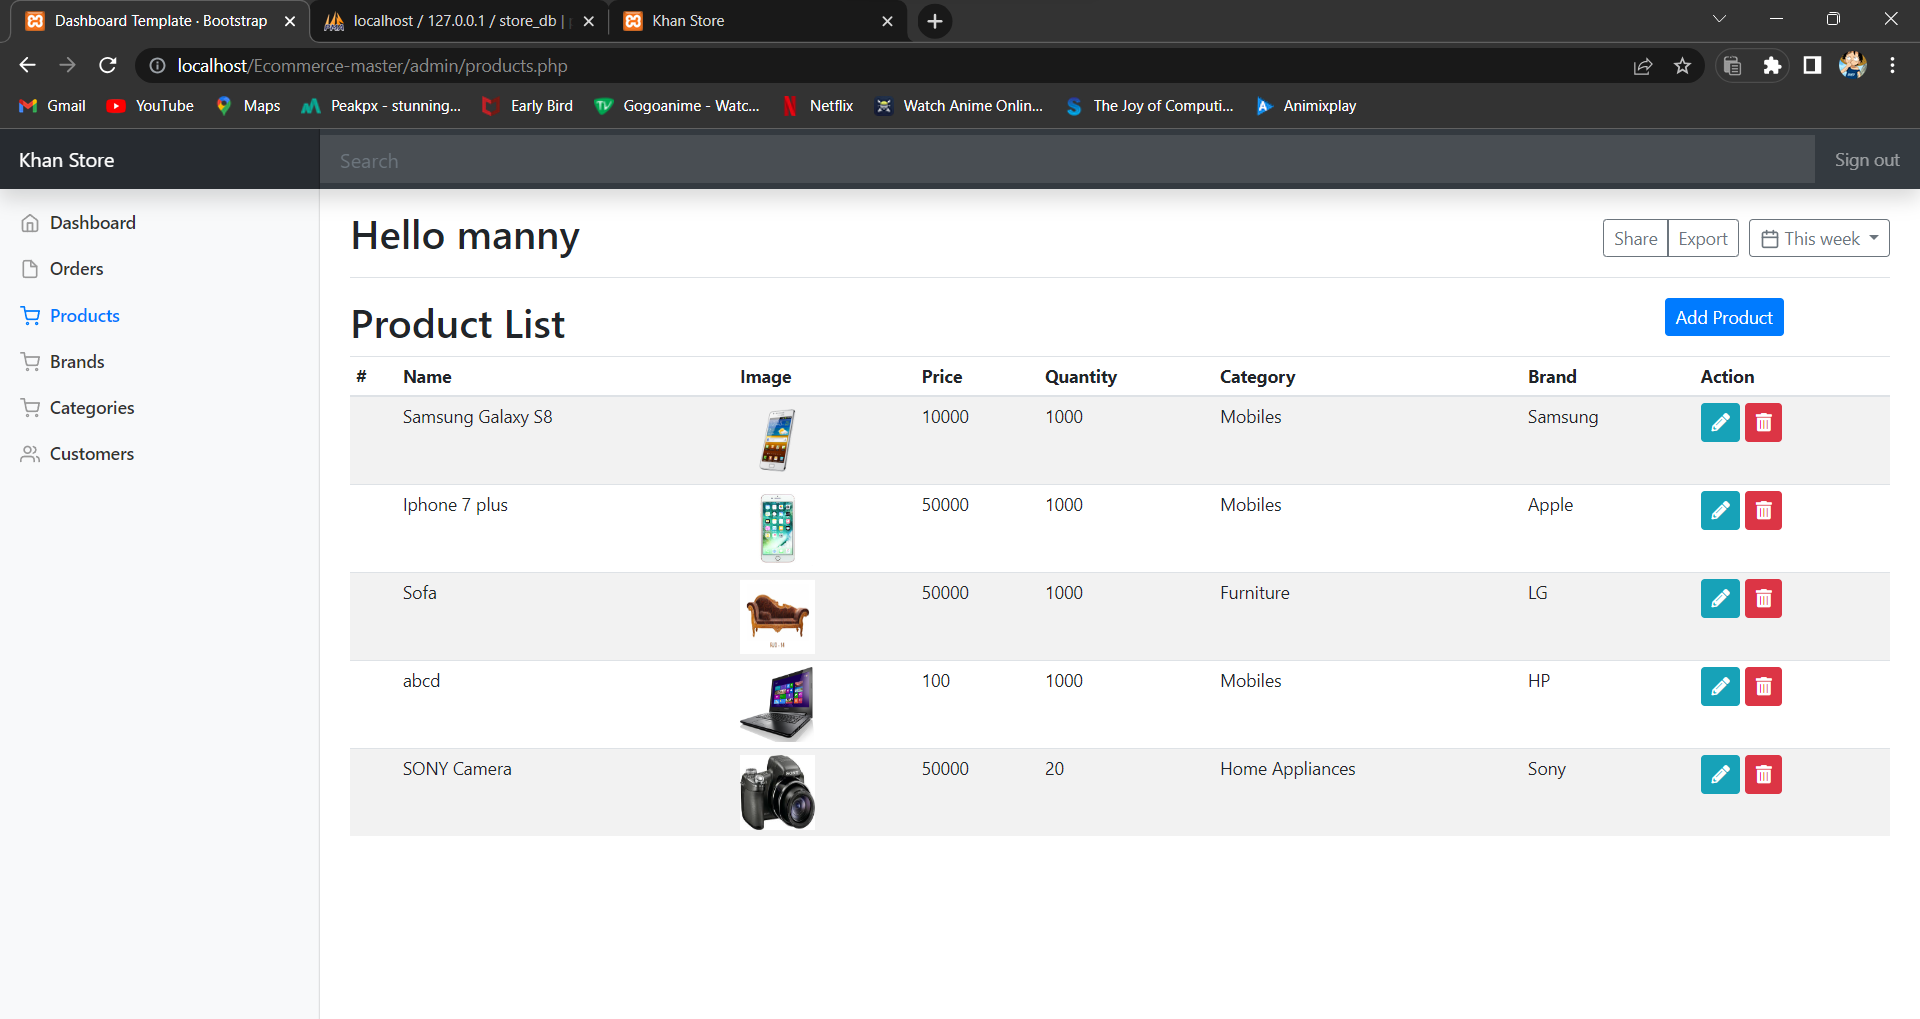 Dashboard Template · Bootstrap
localhost / 127.0.0.1 / store_db |
Khan Store
localhost/Ecommerce-master/admin/products.php
Gmail YouTube Maps Peakpx - stunning... Early Bird Gogoanime - Watc... Netflix Watch Anime Onlin... The Joy of Computi... Animixplay
Khan Store Search Sign out
Dashboard
Orders
Products
Brands
Categories
Customers
Hello manny
Share Export This week
Product List
Add Product
# Name Image Price Quantity Category Brand Action
Samsung Galaxy S8 10000 1000 Mobiles Samsung
Iphone 7 plus 50000 1000 Mobiles Apple
Sofa 50000 1000 Furniture LG
abcd 100 1000 Mobiles HP
SONY Camera 50000 20 Home Appliances Sony